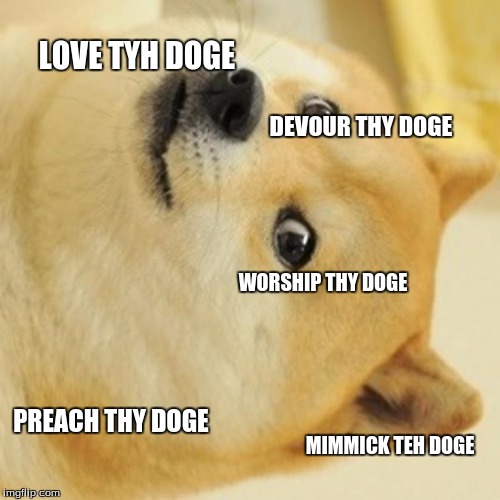 LOVE TYH DOGE
DEVOUR THY DOGE
WORSHIP THY DOGE
PREACH THY DOGE
MIMMICK TEH DOGE
imgflip.com